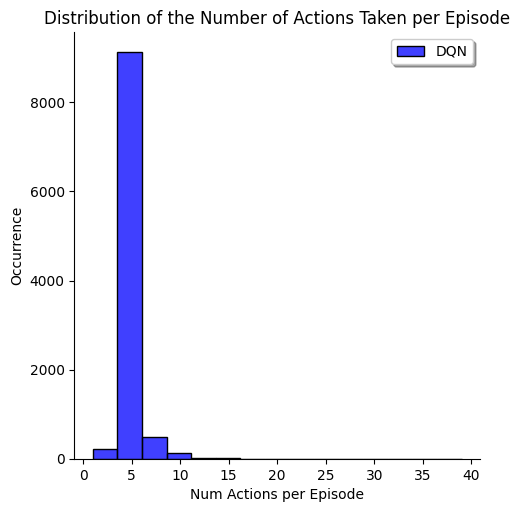 Distribution of the Number of Actions Taken per Episode
DQN
8000
6000
4000
2000
0
Occurrence
0 5 10 15 20 25 30 35 40
Num Actions per Episode